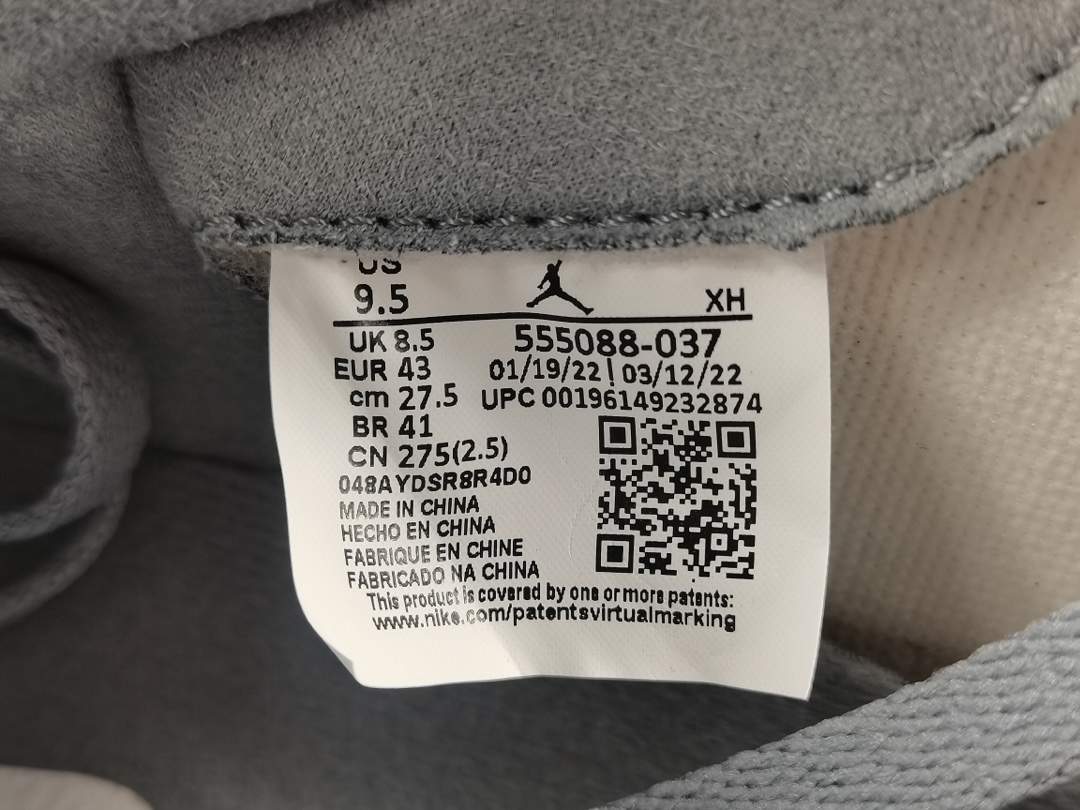 US
9.5 XH
UK 8.5 555088-037
EUR 43 01/19/22 | 03/12/22
cm 27.5 UPC 00196149232874
BR 41
CN 275(2.5)
048AYDSR8R4D0
MADE IN CHINA
HECHO EN CHINA
FABRIQUE EN CHINE
FABRICADO NA CHINA
This product is covered by one or more patents:
www.nike.com/patentsvirtualmarking